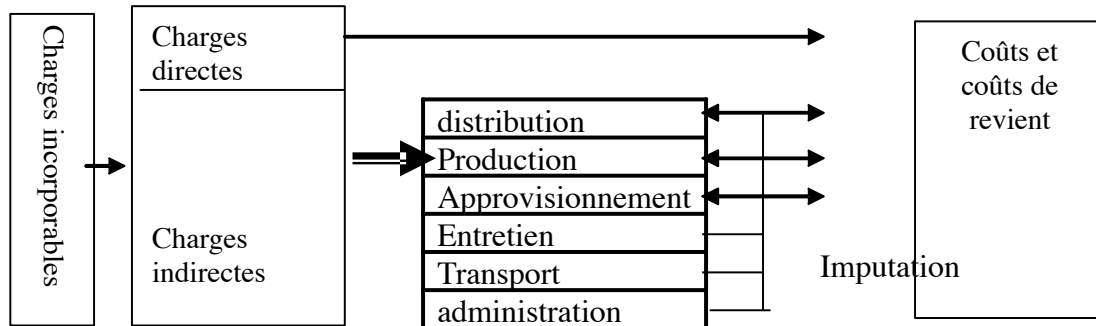 Charges incorporables
Charges
directes
Charges
indirectes
distribution
Production
Approvisionnement
Entretien
Transport
administration
Imputation
Coûts et
coûts de
revient